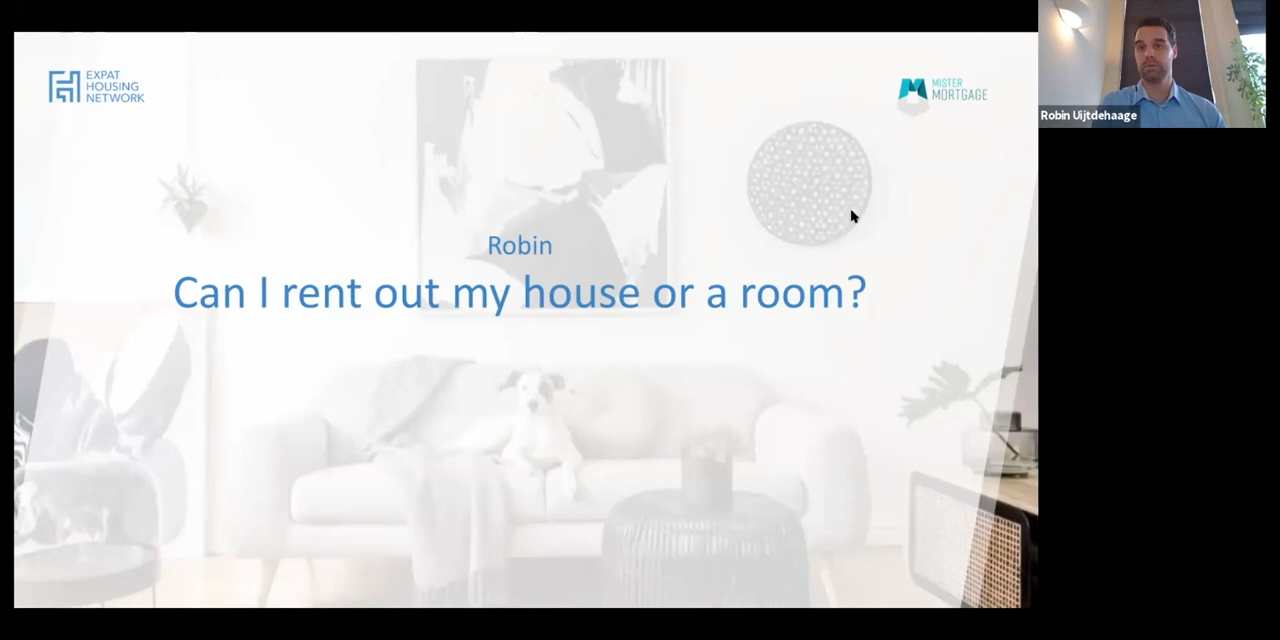 EXPAT
HOUSING
NETWORK
MISTER
MORTGAGE
Robin Uijtdehaage
Robin
Can I rent out my house or a room?